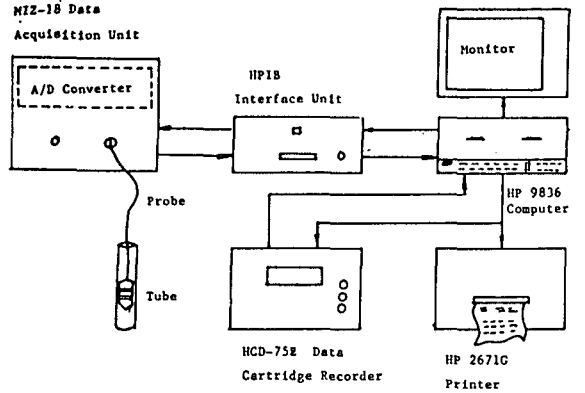 MIZ-18 Data
Acquisition Unit
A/D Converter
HPIB
Interface Unit
Monitor
Probe
HP 9836
Computer
Tube
HCD-75E Data
Cartridge Recorder
HP 2671G
Printer